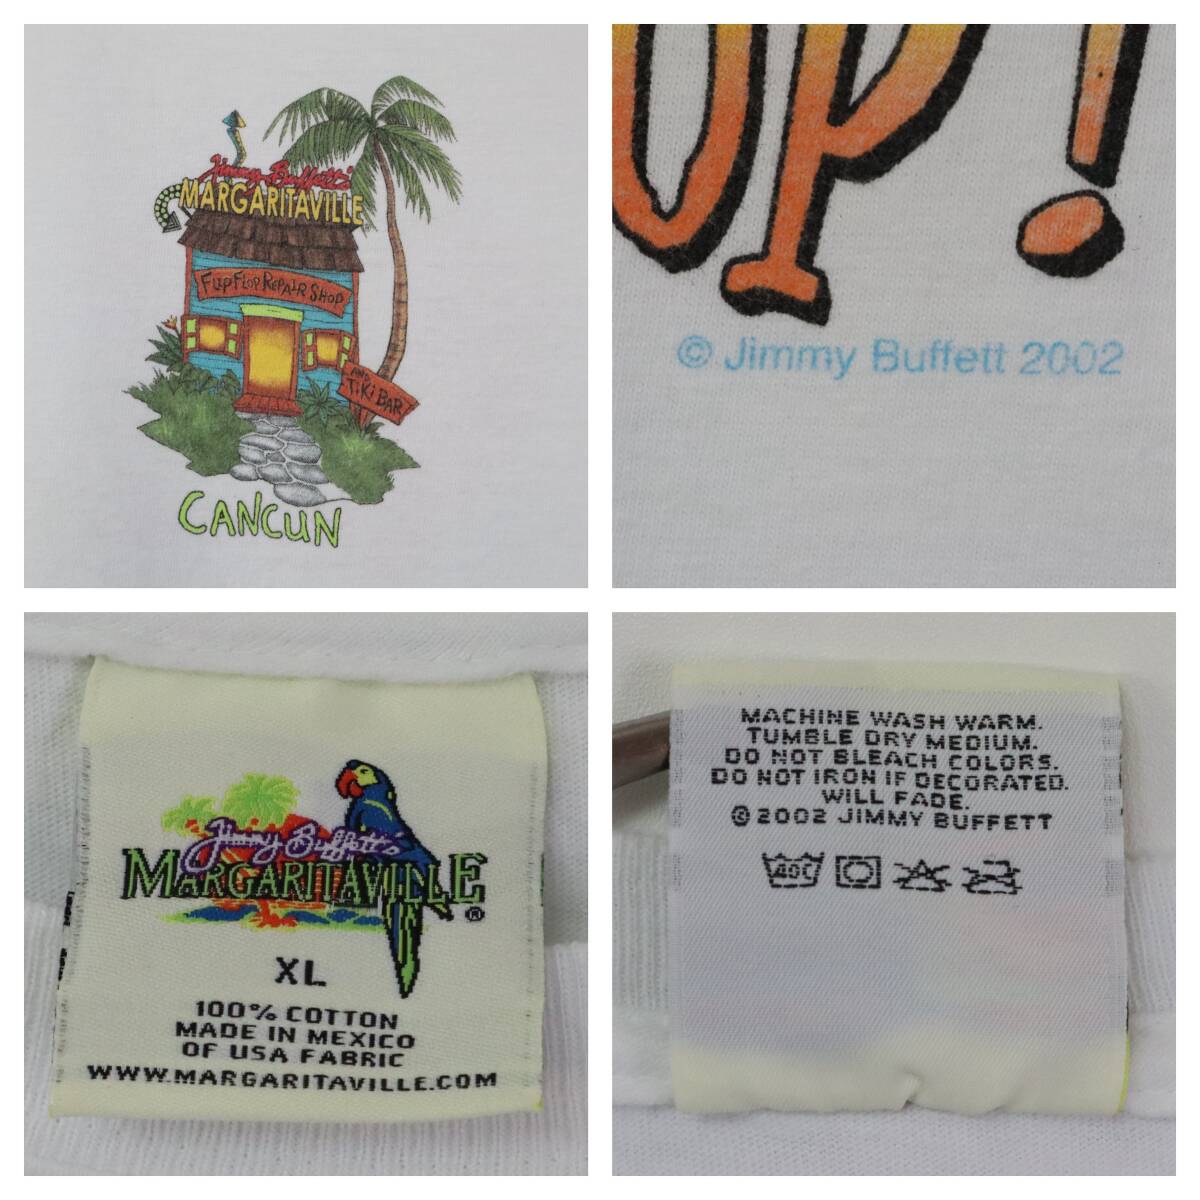 Jimmy Buffett's
MARGARITAVILLE
FLIP FLOP REPAIR SHOP
AND
TIKI BAR
CANCUN
OP!
© Jimmy Buffett 2002
Jimmy Buffett's
MARGARITAVILLE®
XL
100% COTTON
MADE IN MEXICO
OF USA FABRIC
WWW.MARGARITAVILLE.COM
MACHINE WASH WARM.
TUMBLE DRY MEDIUM.
DO NOT BLEACH COLORS.
DO NOT IRON IF DECORATED.
WILL FADE.
© 2002 JIMMY BUFFETT
40C